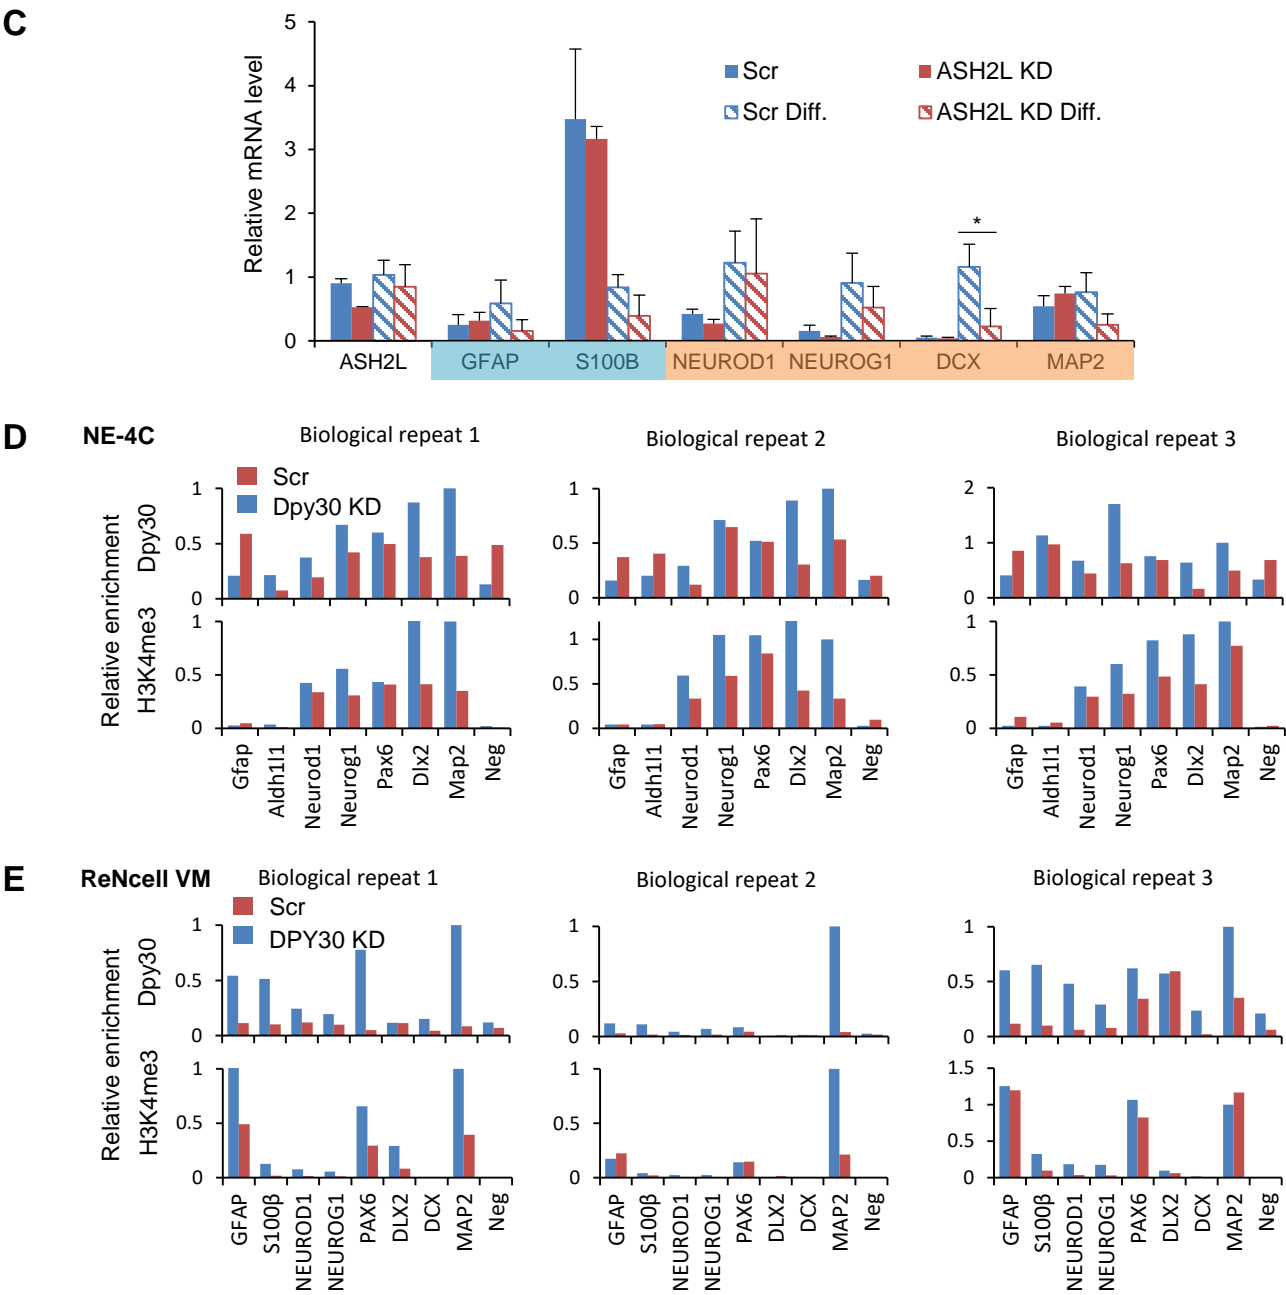 C
Relative mRNA level
5
4
3
2
1
0
Scr
ASH2L KD
Scr Diff.
ASH2L KD Diff.
*
ASH2L GFAP S100B NEUROD1 NEUROG1 DCX MAP2
D NE-4C Biological repeat 1 Biological repeat 2 Biological repeat 3
Scr
Dpy30 KD
Relative enrichment
Dpy30
H3K4me3
1
0.5
0
1
0.5
0
2
1
0
1
0.5
0
1
0.5
0
1
0.5
0
Gfap Aldh1l1 Neurod1 Neurog1 Pax6 Dlx2 Map2 Neg
Gfap Aldh1l1 Neurod1 Neurog1 Pax6 Dlx2 Map2 Neg
Gfap Aldh1l1 Neurod1 Neurog1 Pax6 Dlx2 Map2 Neg
E ReNcell VM Biological repeat 1 Biological repeat 2 Biological repeat 3
Scr
DPY30 KD
Relative enrichment
Dpy30
H3K4me3
1
0.5
0
1
0.5
0
1
0.5
0
1
0.5
0
1
0.5
0
1.5
1
0.5
0
GFAP S100β NEUROD1 NEUROG1 PAX6 DLX2 DCX MAP2 Neg
GFAP S100β NEUROD1 NEUROG1 PAX6 DLX2 DCX MAP2 Neg
GFAP S100β NEUROD1 NEUROG1 PAX6 DLX2 DCX MAP2 Neg